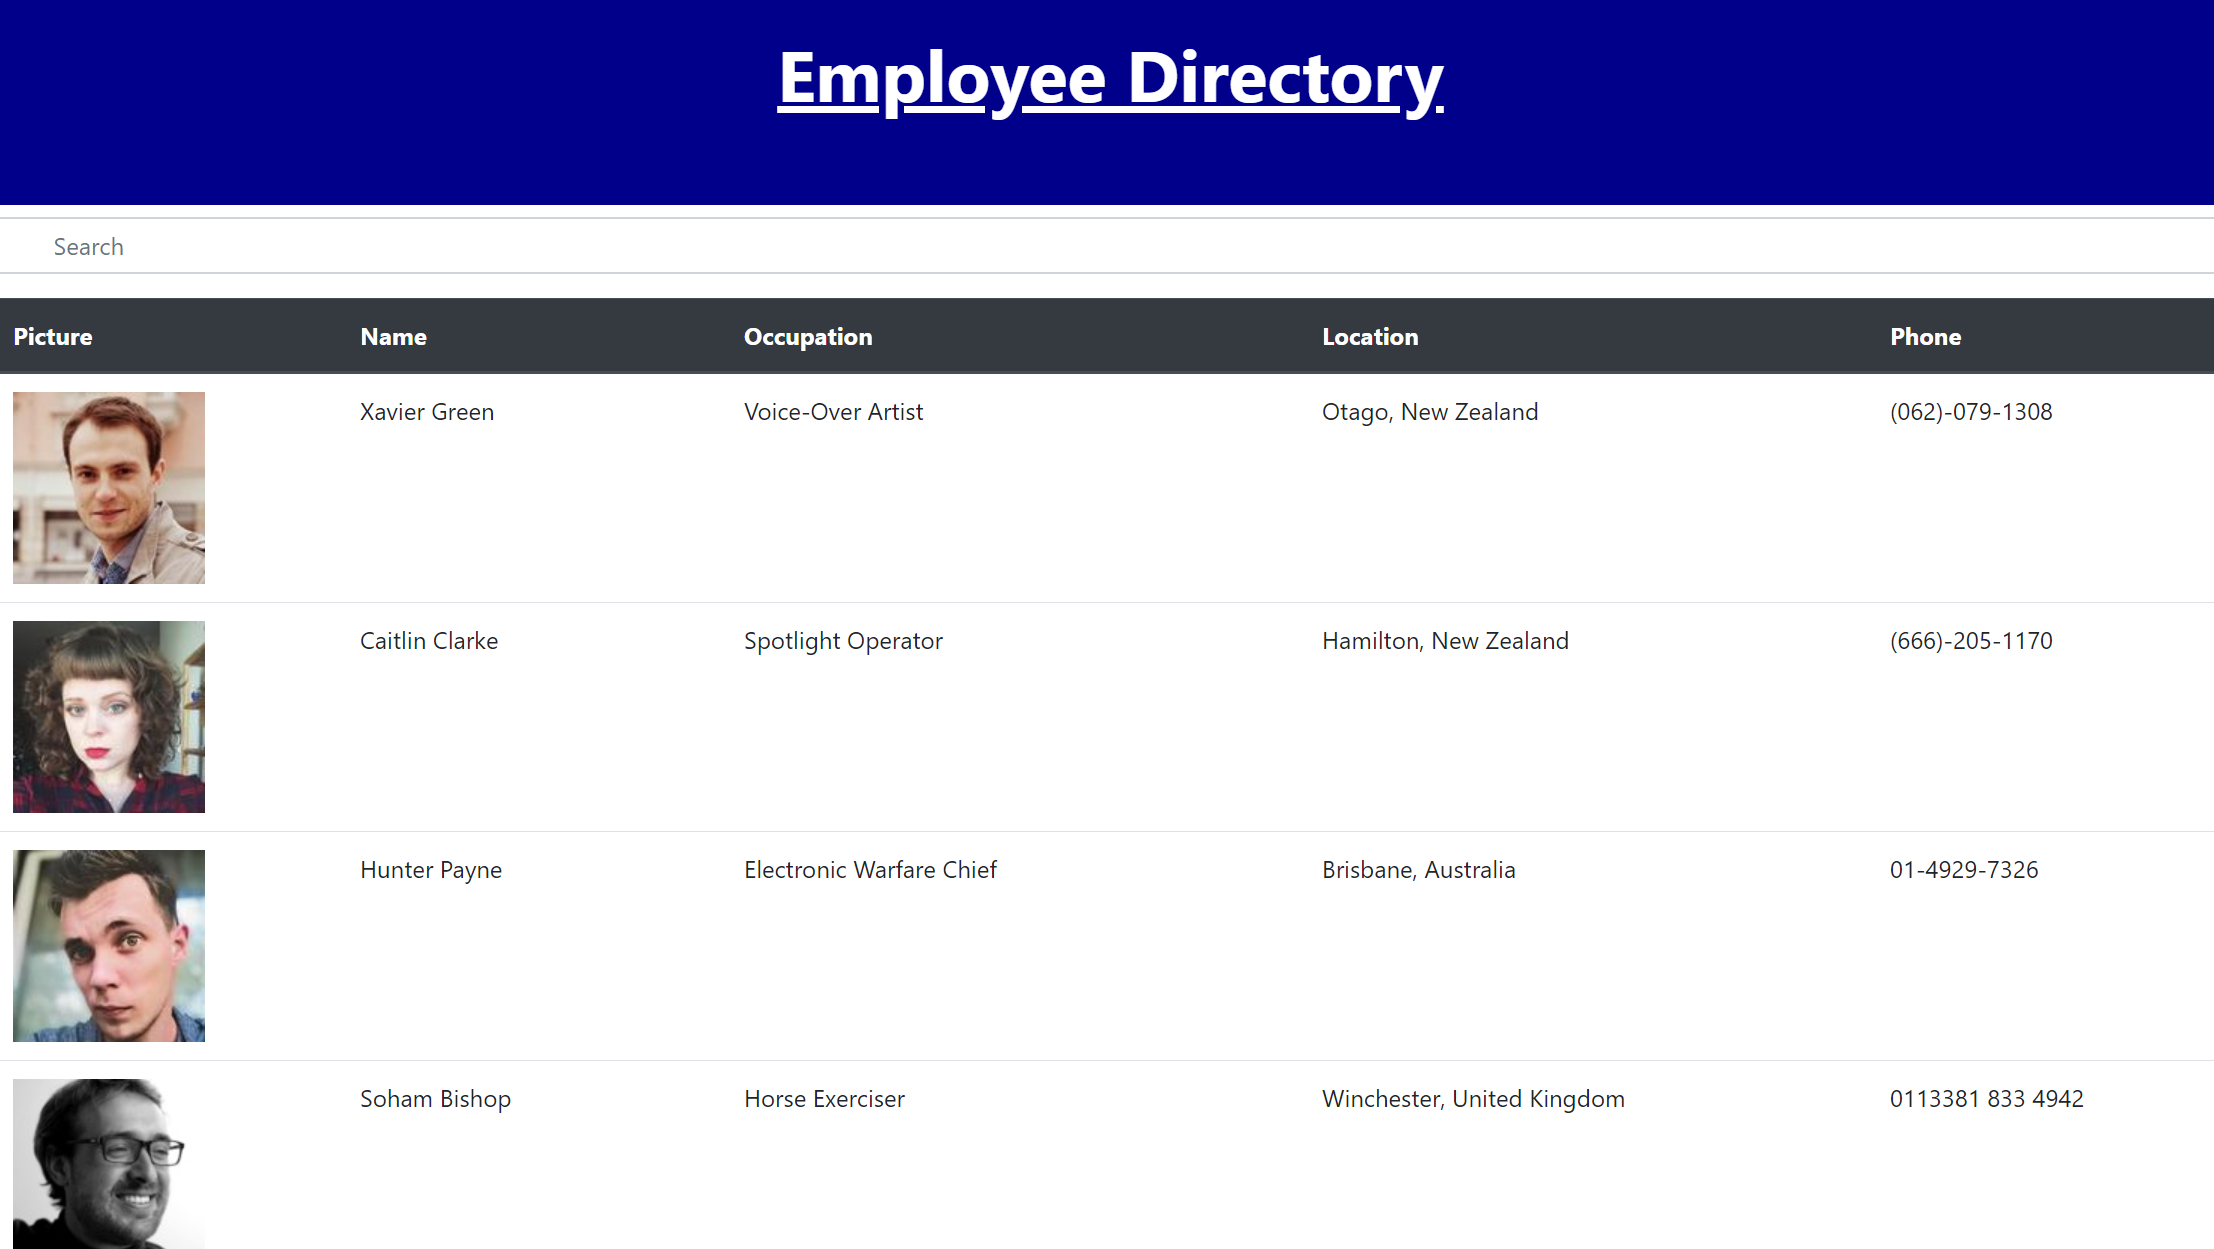 Employee Directory
Search
Picture Name Occupation Location Phone
Xavier Green Voice-Over Artist Otago, New Zealand (062)-079-1308
Caitlin Clarke Spotlight Operator Hamilton, New Zealand (666)-205-1170
Hunter Payne Electronic Warfare Chief Brisbane, Australia 01-4929-7326
Soham Bishop Horse Exerciser Winchester, United Kingdom 0113381 833 4942